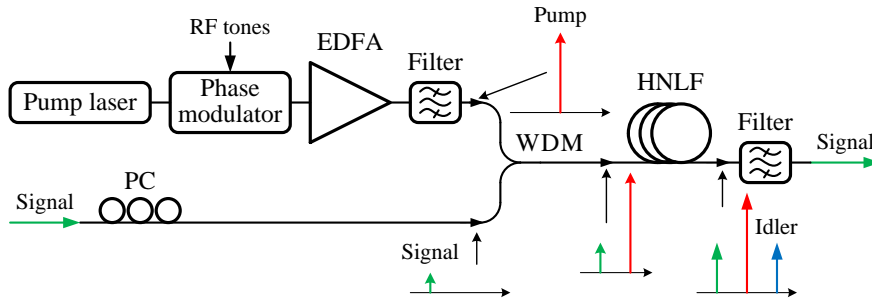 Pump
RF tones
EDFA
Filter
HNLF
Pump laser
Phase
modulator
WDM
Filter
Signal
PC
Signal
Signal
Idler